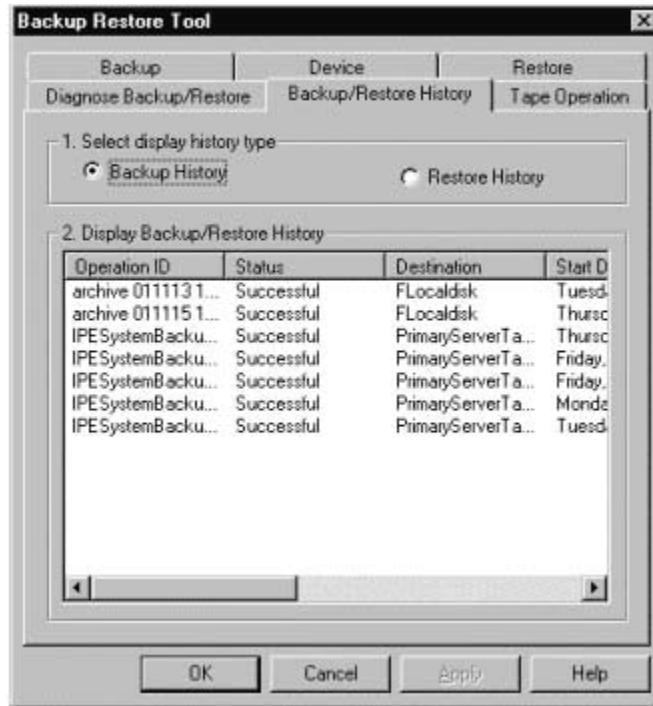 Backup Restore Tool
Backup Device Restore
Diagnose Backup/Restore Backup/Restore History Tape Operation
1. Select display history type
Backup History Restore History
2. Display Backup/Restore History
Operation ID Status Destination Start D
archive 011113 1... Successful FLocaldisk Tuesd
archive 011115 1... Successful FLocaldisk Thursc
IPESystemBacku... Successful PrimaryServerTa... Thursc
IPESystemBacku... Successful PrimaryServerTa... Friday,
IPESystemBacku... Successful PrimaryServerTa... Friday,
IPESystemBacku... Successful PrimaryServerTa... Monda
IPESystemBacku... Successful PrimaryServerTa... Tuesd
OK Cancel Apply Help